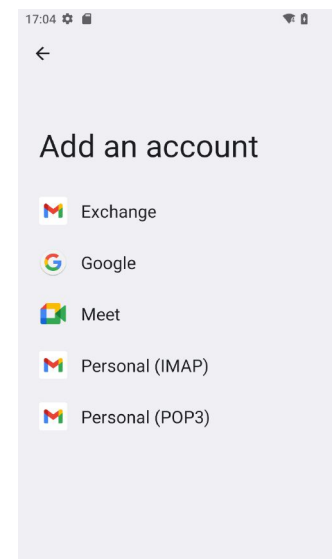 17:04
Add an account
Exchange
Google
Meet
Personal (IMAP)
Personal (POP3)